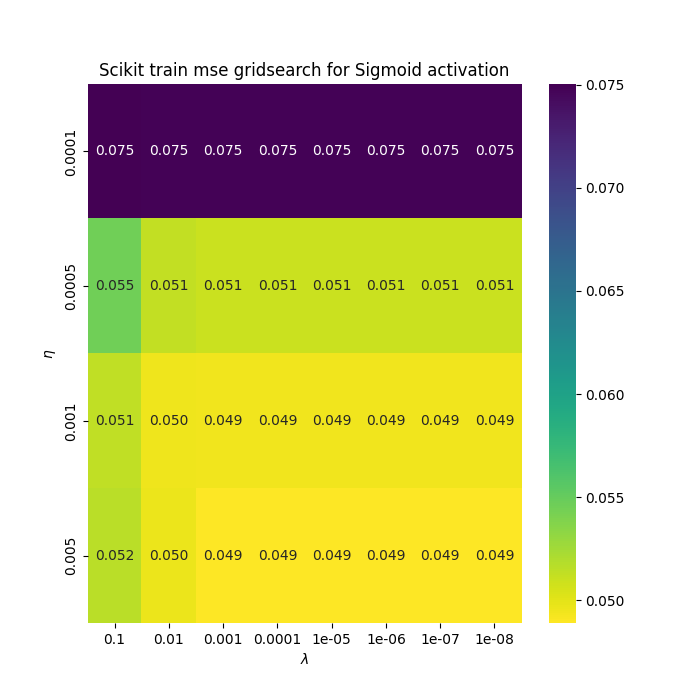 Scikit train mse gridsearch for Sigmoid activation
0.0001 0.075 0.075 0.075 0.075 0.075 0.075 0.075 0.075
0.0005 0.055 0.051 0.051 0.051 0.051 0.051 0.051 0.051
0.001 0.051 0.050 0.049 0.049 0.049 0.049 0.049 0.049
0.005 0.052 0.050 0.049 0.049 0.049 0.049 0.049 0.049
η
0.1 0.01 0.001 0.0001 1e-05 1e-06 1e-07 1e-08
λ
0.075
0.070
0.065
0.060
0.055
0.050